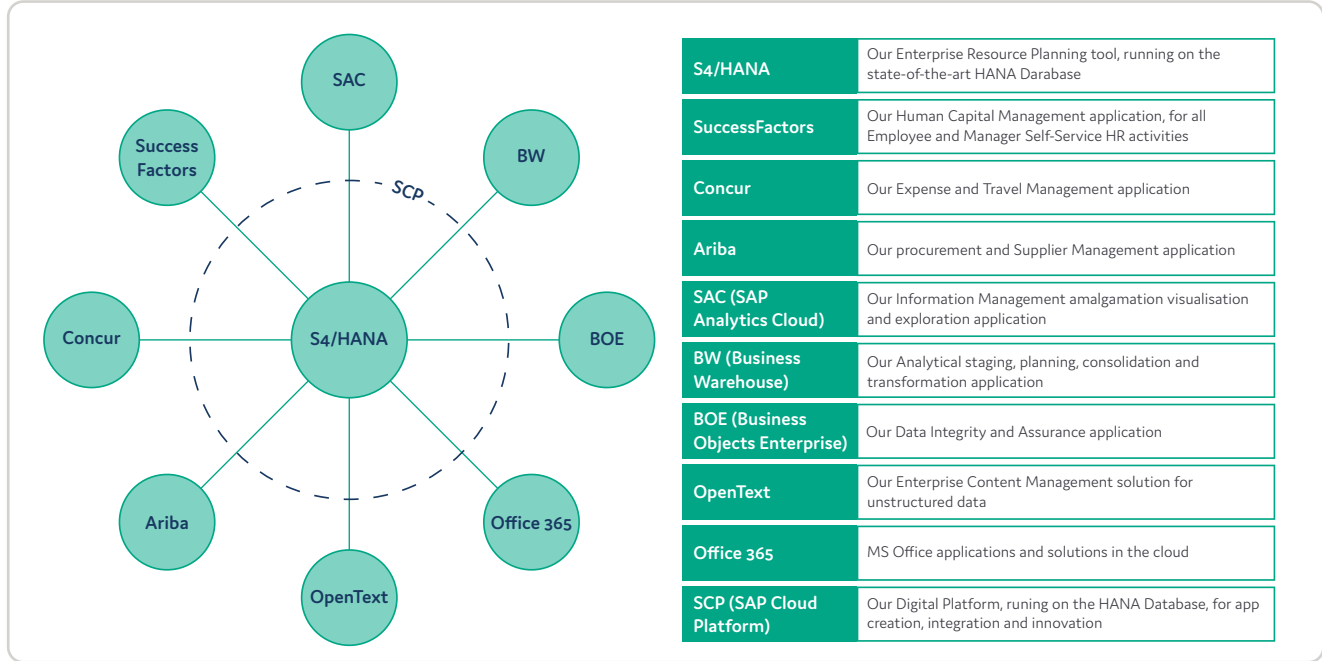 SAC
Success
Factors
BW
SCP
Concur
S4/HANA
BOE
Ariba
Office 365
OpenText
S4/HANA
Our Enterprise Resource Planning tool, running on the
state-of-the-art HANA Darabase
SuccessFactors
Our Human Capital Management application, for all
Employee and Manager Self-Service HR activities
Concur
Our Expense and Travel Management application
Ariba
Our procurement and Supplier Management application
SAC (SAP
Analytics Cloud)
Our Information Management amalgamation visualisation
and exploration application
BW (Business
Warehouse)
Our Analytical staging, planning, consolidation and
transformation application
BOE (Business
Objects Enterprise)
Our Data Integrity and Assurance application
OpenText
Our Enterprise Content Management solution for
unstructured data
Office 365
MS Office applications and solutions in the cloud
SCP (SAP Cloud
Platform)
Our Digital Platform, runing on the HANA Database, for app
creation, integration and innovation